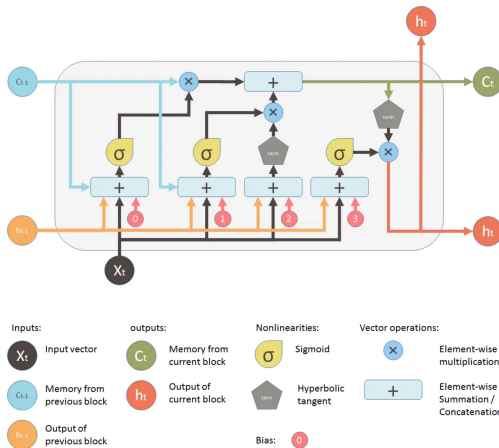 ht
Ct-1
×
+
Ct
tanh
×
σ
σ
tanh
σ
×
+
+
+
+
0
1
2
3
ht-1
ht
Xt
Inputs:
outputs:
Nonlinearities:
Vector operations:
Xt
Input vector
Ct
Memory from
current block
σ
Sigmoid
×
Element-wise
multiplication
Ct-1
Memory from
previous block
ht
Output of
current block
tanh
Hyperbolic
tangent
+
Element-wise
Summation /
Concatenation
ht-1
Output of
previous block
Bias:
0